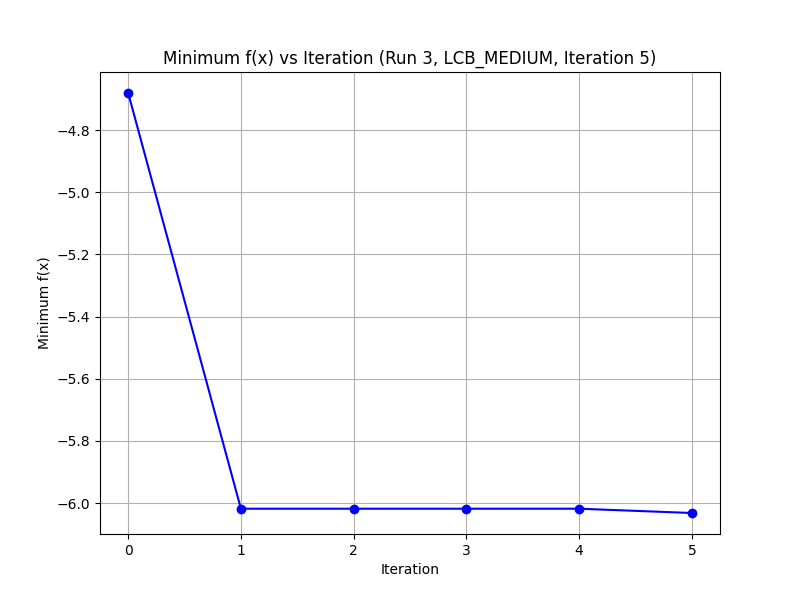 Minimum f(x) vs Iteration (Run 3, LCB_MEDIUM, Iteration 5)
Minimum f(x)
−4.8
−5.0
−5.2
−5.4
−5.6
−5.8
−6.0
0 1 2 3 4 5
Iteration